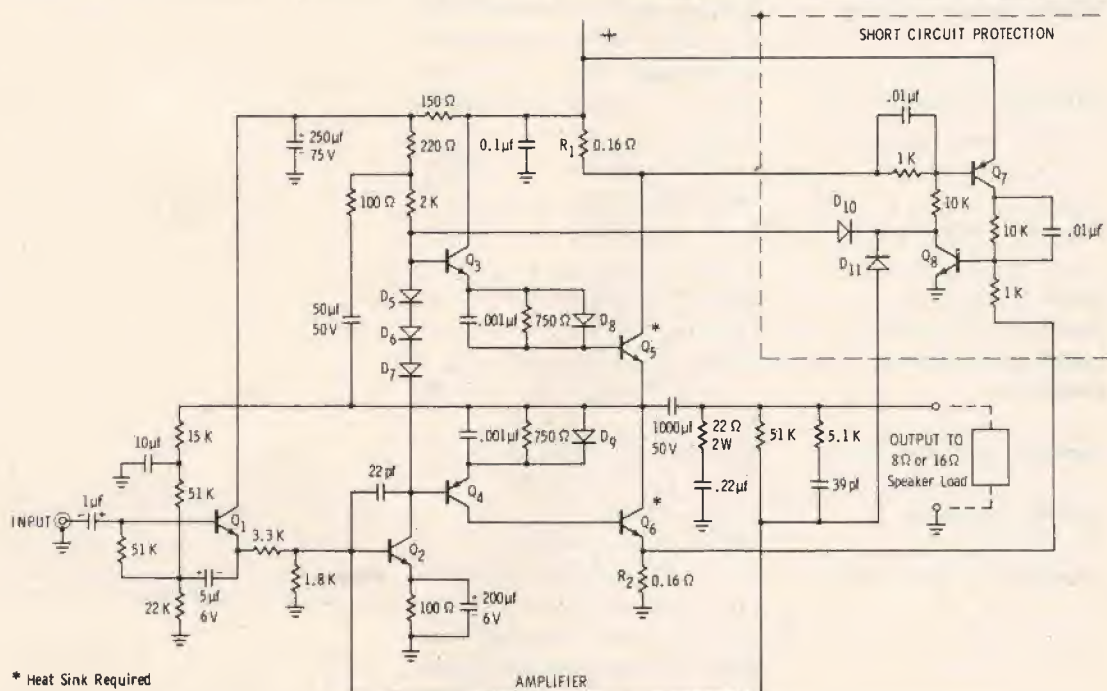 SHORT CIRCUIT PROTECTION
+
150 Ω
.01µf
+ 250µf
- 75 V
220 Ω
0.1µf
R1
0.16 Ω
1 K
Q7
100 Ω
2 K
D10
10 K
10 K
.01µf
Q3
D11
Q8
1 K
50µf
50V
D5
.001µf
750 Ω
D8
*
Q5
D6
D7
15 K
10µf
.001µf
750 Ω
D9
1000µf
50 V
22 Ω
2W
51 K
5.1 K
OUTPUT TO
8Ω or 16Ω
Speaker Load
22 pf
.22µf
39 pf
51 K
Q4
*
1µf
- +
INPUT
Q1
Q6
3.3 K
51 K
Q2
+ -
5µf
6V
1.8 K
R2
0.16 Ω
22 K
100 Ω
+ 200µf
- 6V
* Heat Sink Required
AMPLIFIER